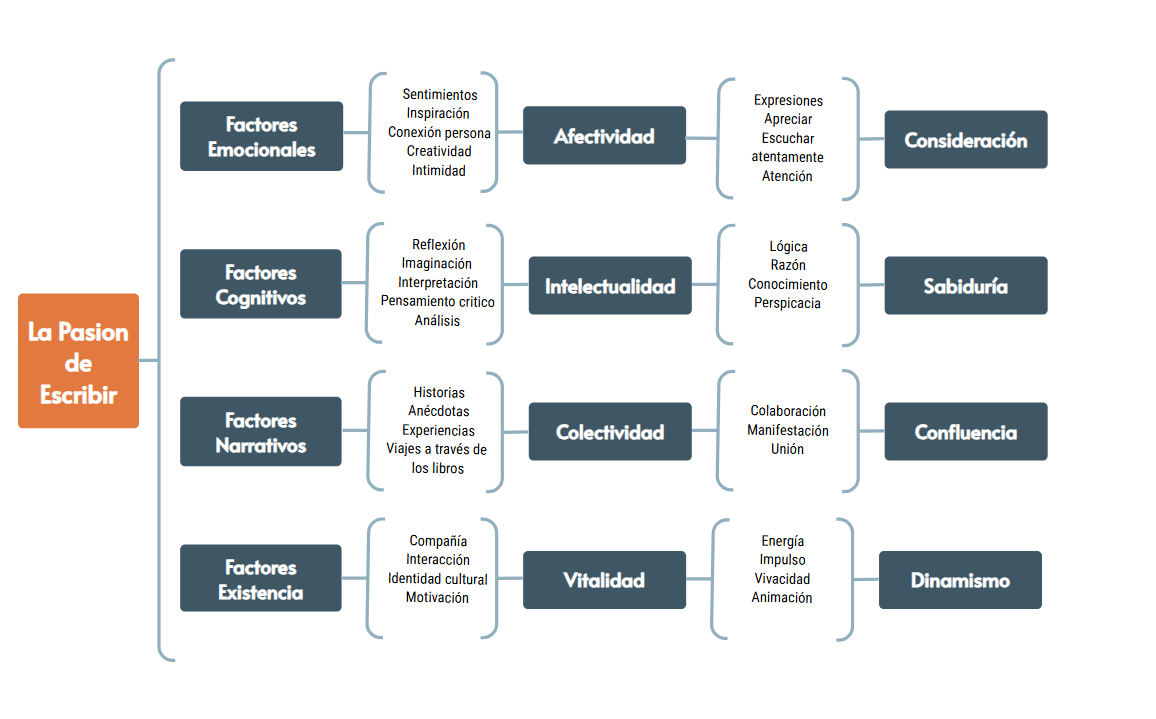 La Pasion
de
Escribir
Factores
Emocionales
Sentimientos
Inspiración
Conexión persona
Creatividad
Intimidad
Afectividad
Expresiones
Apreciar
Escuchar
atentamente
Atención
Consideración
Factores
Cognitivos
Reflexión
Imaginación
Interpretación
Pensamiento critico
Análisis
Intelectualidad
Lógica
Razón
Conocimiento
Perspicacia
Sabiduría
Factores
Narrativos
Historias
Anécdotas
Experiencias
Viajes a través de
los libros
Colectividad
Colaboración
Manifestación
Unión
Confluencia
Factores
Existencia
Compañía
Interacción
Identidad cultural
Motivación
Vitalidad
Energía
Impulso
Vivacidad
Animación
Dinamismo